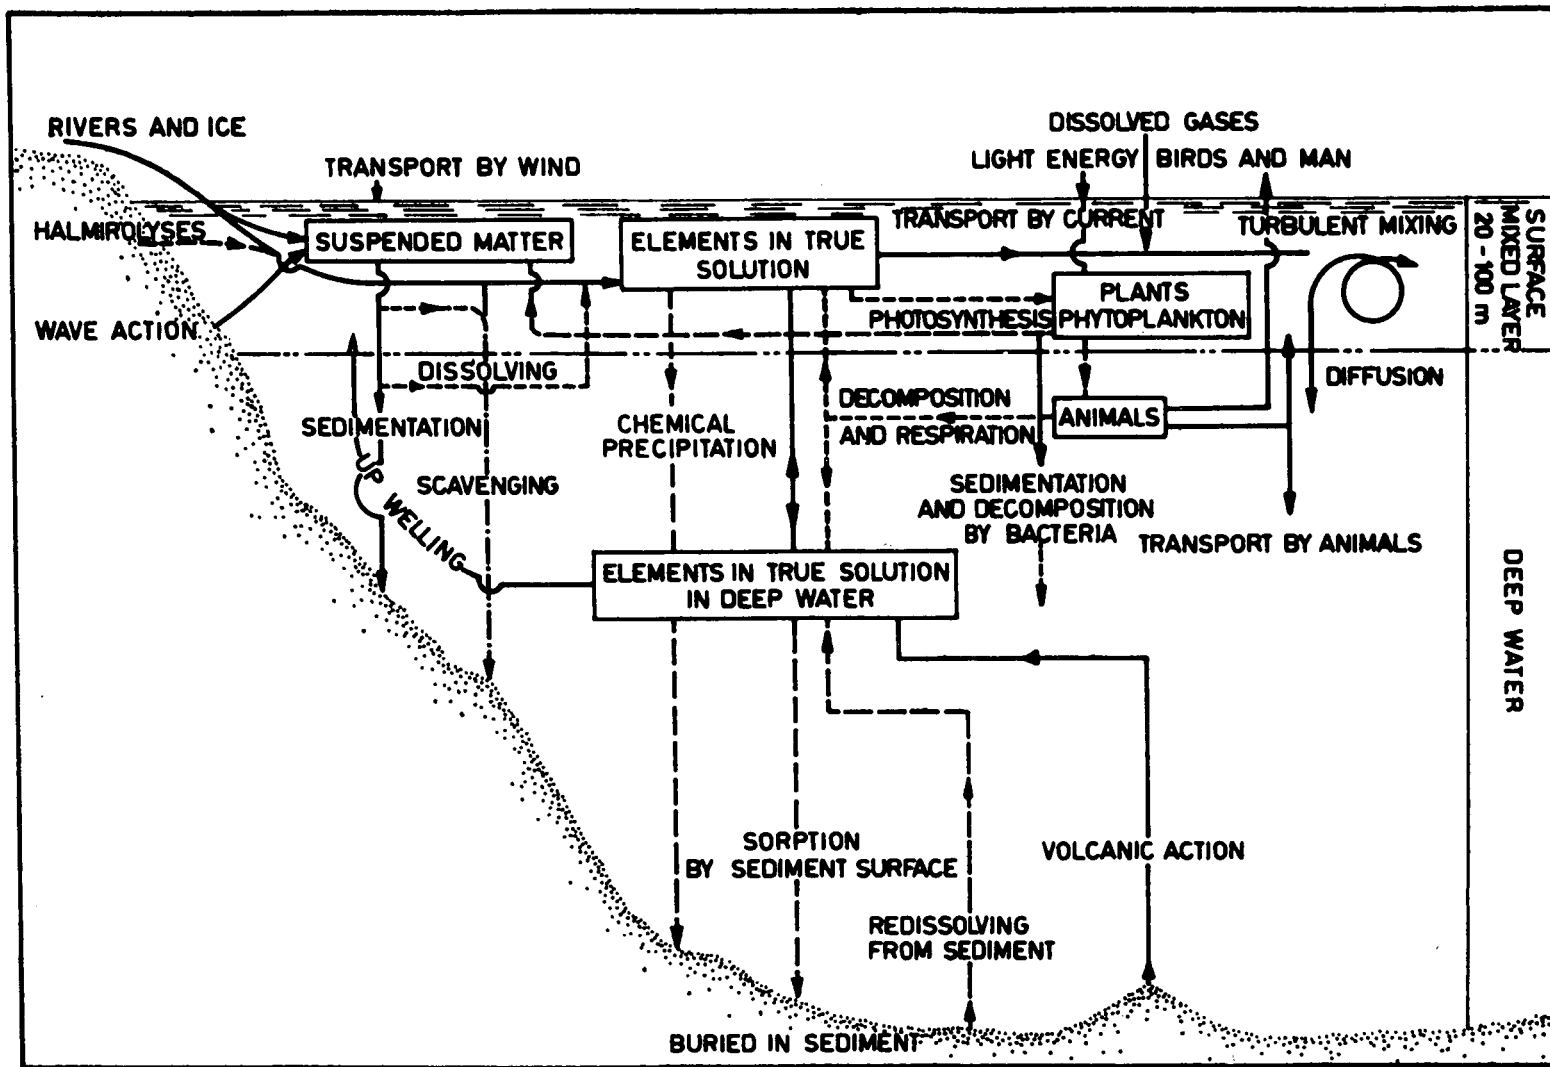 RIVERS AND ICE
TRANSPORT BY WIND
DISSOLVED GASES
LIGHT ENERGY
BIRDS AND MAN
HALMIROLYSES
SUSPENDED MATTER
ELEMENTS IN TRUE
SOLUTION
TRANSPORT BY CURRENT
TURBULENT MIXING
SURFACE
MIXED LAYER
20-100 m
WAVE ACTION
PLANTS
PHYTOPLANKTON
PHOTOSYNTHESIS
DISSOLVING
DIFFUSION
SEDIMENTATION
CHEMICAL
PRECIPITATION
DECOMPOSITION
AND RESPIRATION
ANIMALS
UP WELLING
SCAVENGING
SEDIMENTATION
AND DECOMPOSITION
BY BACTERIA
TRANSPORT BY ANIMALS
ELEMENTS IN TRUE SOLUTION
IN DEEP WATER
DEEP WATER
SORPTION
BY SEDIMENT SURFACE
VOLCANIC ACTION
REDISSOLVING
FROM SEDIMENT
BURIED IN SEDIMENT